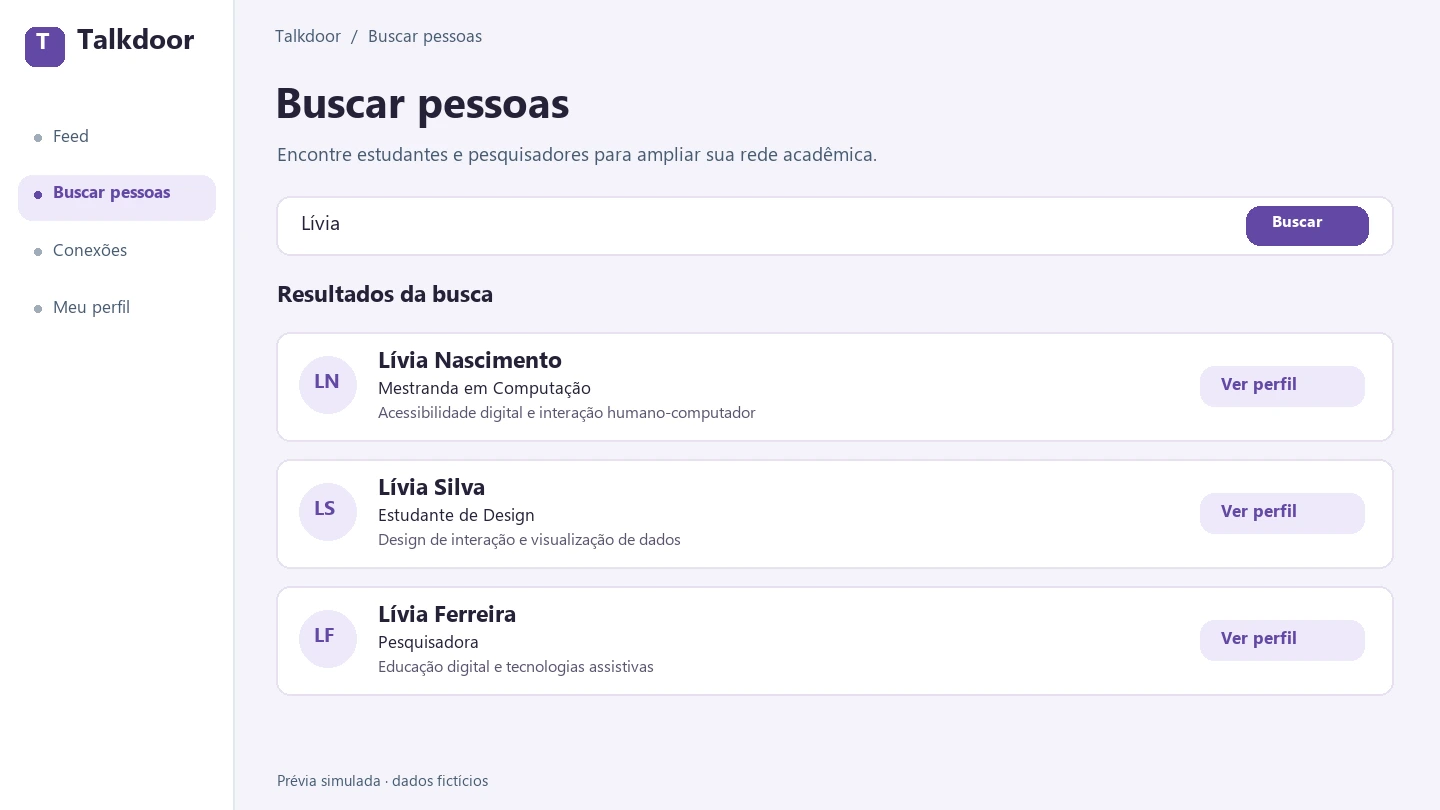 T Talkdoor
Feed
Buscar pessoas
Conexões
Meu perfil
Talkdoor / Buscar pessoas
Buscar pessoas
Encontre estudantes e pesquisadores para ampliar sua rede acadêmica.
Lívia Buscar
Resultados da busca
LN
Lívia Nascimento
Mestranda em Computação
Acessibilidade digital e interação humano-computador
Ver perfil
LS
Lívia Silva
Estudante de Design
Design de interação e visualização de dados
Ver perfil
LF
Lívia Ferreira
Pesquisadora
Educação digital e tecnologias assistivas
Ver perfil
Prévia simulada · dados fictícios